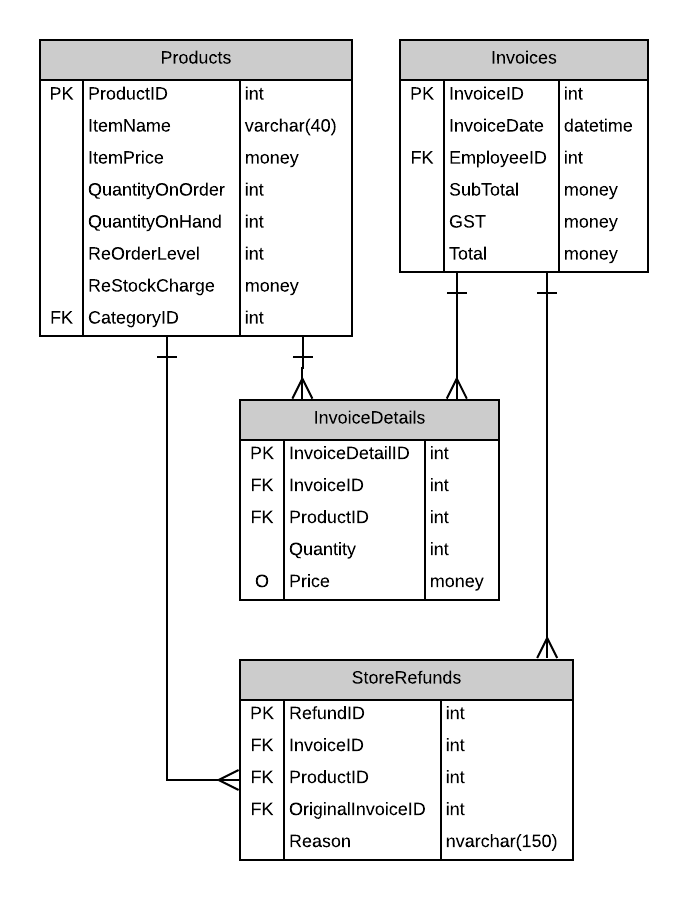 Products
PK ProductID int
ItemName varchar(40)
ItemPrice money
QuantityOnOrder int
QuantityOnHand int
ReOrderLevel int
ReStockCharge money
FK CategoryID int
Invoices
PK InvoiceID int
InvoiceDate datetime
FK EmployeeID int
SubTotal money
GST money
Total money
InvoiceDetails
PK InvoiceDetailID int
FK InvoiceID int
FK ProductID int
Quantity int
O Price money
StoreRefunds
PK RefundID int
FK InvoiceID int
FK ProductID int
FK OriginalInvoiceID int
Reason nvarchar(150)